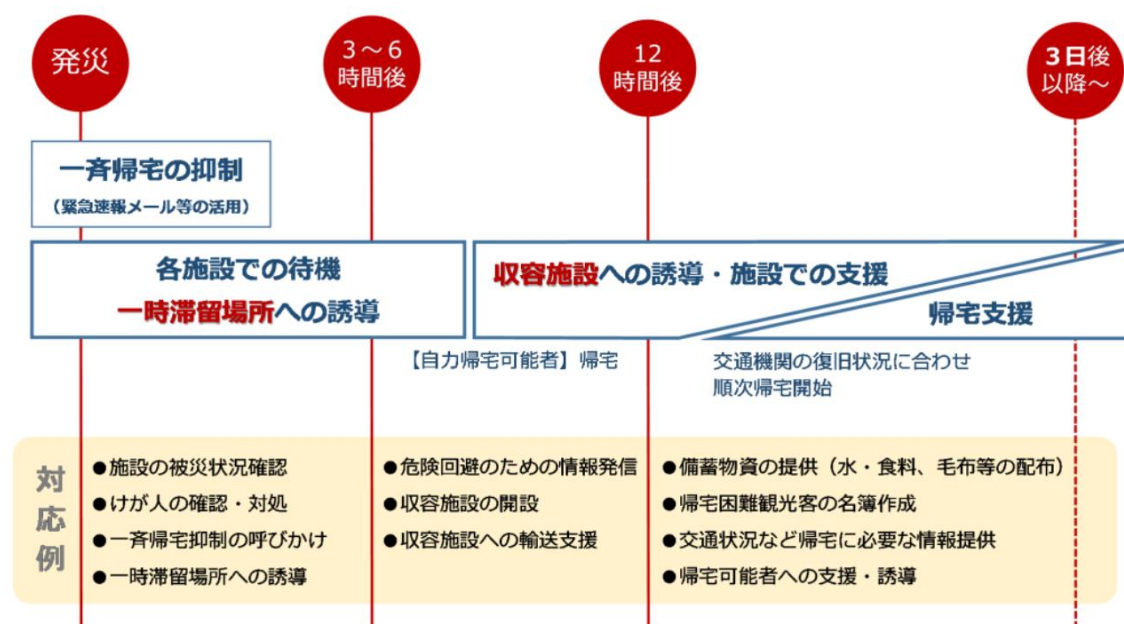 発災
3～6
時間後
12
時間後
3日後
以降～
一斉帰宅の抑制
（緊急速報メール等の活用）
各施設での待機
一時滞留場所への誘導
収容施設への誘導・施設での支援
帰宅支援
【自力帰宅可能者】帰宅
交通機関の復旧状況に合わせ
順次帰宅開始
対応例
●施設の被災状況確認
●けが人の確認・対処
●一斉帰宅抑制の呼びかけ
●一時滞留場所への誘導
●危険回避のための情報発信
●収容施設の開設
●収容施設への輸送支援
●備蓄物資の提供（水・食料、毛布等の配布）
●帰宅困難観光客の名簿作成
●交通状況など帰宅に必要な情報提供
●帰宅可能者への支援・誘導